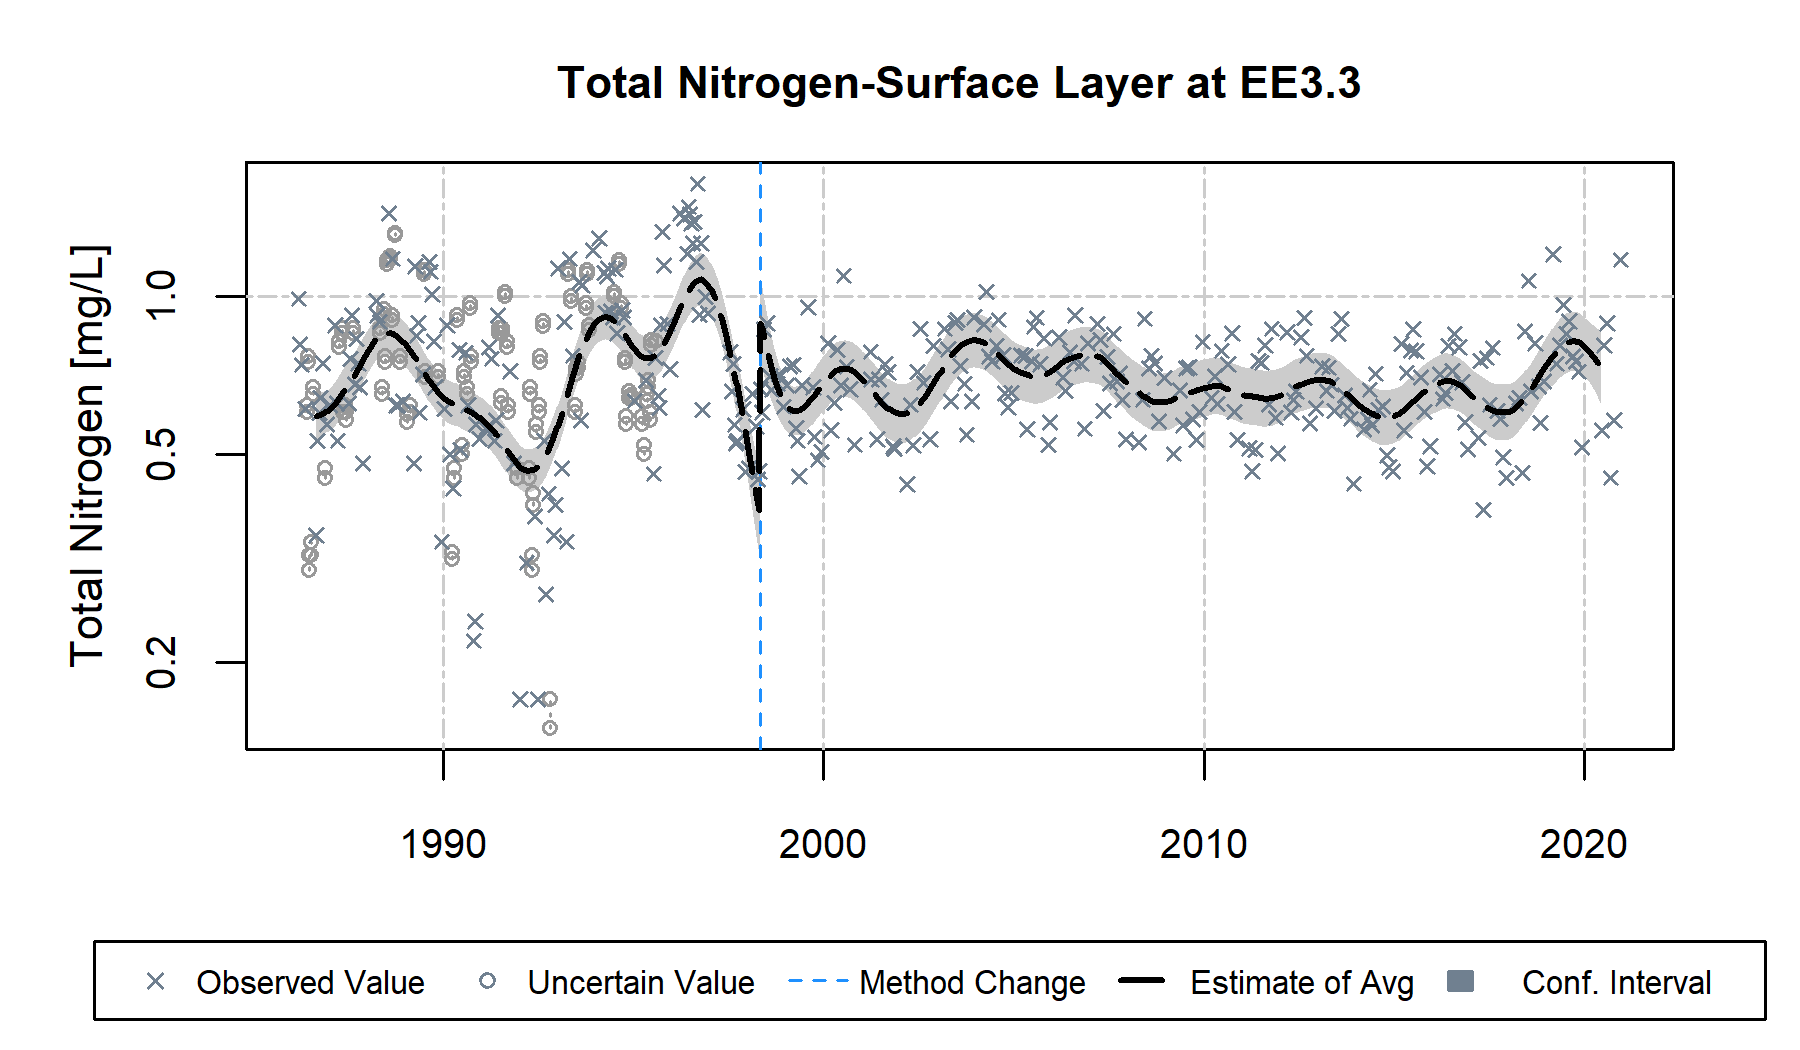 Total Nitrogen-Surface Layer at EE3.3
Total Nitrogen [mg/L]
1.0
0.5
0.2
1990 2000 2010 2020
Observed Value Uncertain Value Method Change Estimate of Avg Conf. Interval